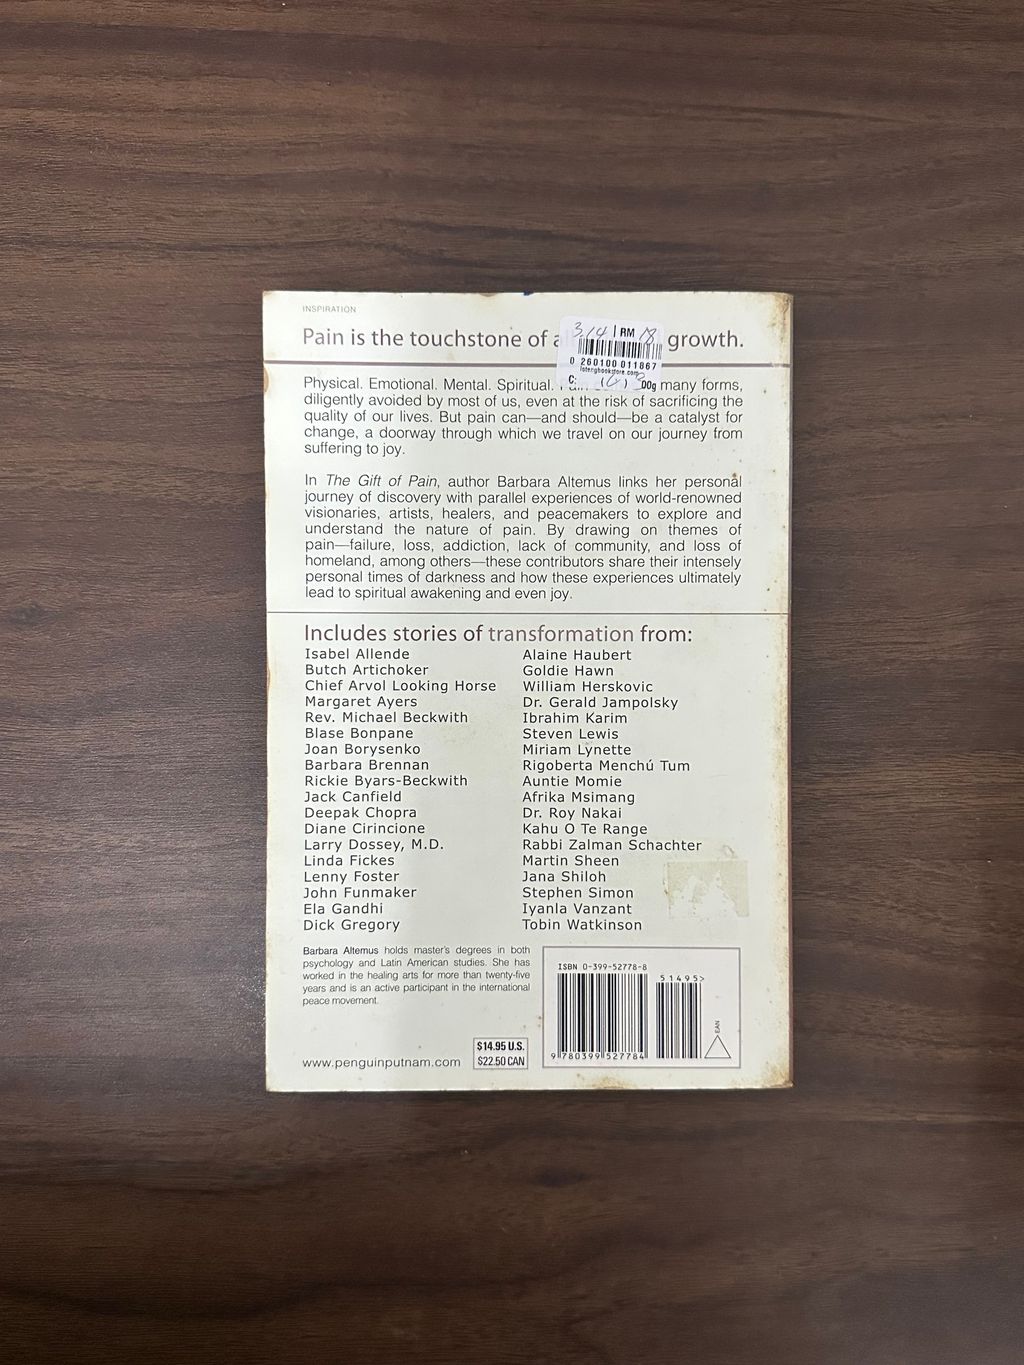 INSPIRATION
Pain is the touchstone of growth.
3.14 | RM 18
0 260100 011867
C: 00g
Physical. Emotional. Mental. Spiritual. many forms,
diligently avoided by most of us, even at the risk of sacrificing the
quality of our lives. But pain can—and should—be a catalyst for
change, a doorway through which we travel on our journey from
suffering to joy.
In The Gift of Pain, author Barbara Altemus links her personal
journey of discovery with parallel experiences of world-renowned
visionaries, artists, healers, and peacemakers to explore and
understand the nature of pain. By drawing on themes of
pain—failure, loss, addiction, lack of community, and loss of
homeland, among others—these contributors share their intensely
personal times of darkness and how these experiences ultimately
lead to spiritual awakening and even joy.
Includes stories of transformation from:
Isabel Allende
Butch Artichoker
Chief Arvol Looking Horse
Margaret Ayers
Rev. Michael Beckwith
Blase Bonpane
Joan Borysenko
Barbara Brennan
Rickie Byars-Beckwith
Jack Canfield
Deepak Chopra
Diane Cirincione
Larry Dossey, M.D.
Linda Fickes
Lenny Foster
John Funmaker
Ela Gandhi
Dick Gregory
Alaine Haubert
Goldie Hawn
William Herskovic
Dr. Gerald Jampolsky
Ibrahim Karim
Steven Lewis
Miriam Lynette
Rigoberta Menchú Tum
Auntie Momie
Afrika Msimang
Dr. Roy Nakai
Kahu O Te Range
Rabbi Zalman Schachter
Martin Sheen
Jana Shiloh
Stephen Simon
Iyanla Vanzant
Tobin Watkinson
Barbara Altemus holds master's degrees in both
psychology and Latin American studies. She has
worked in the healing arts for more than twenty-five
years and is an active participant in the international
peace movement.
www.penguinputnam.com
$14.95 U.S.
$22.50 CAN
ISBN 0-399-52778-8
51495>
9 780399 527784
EAN